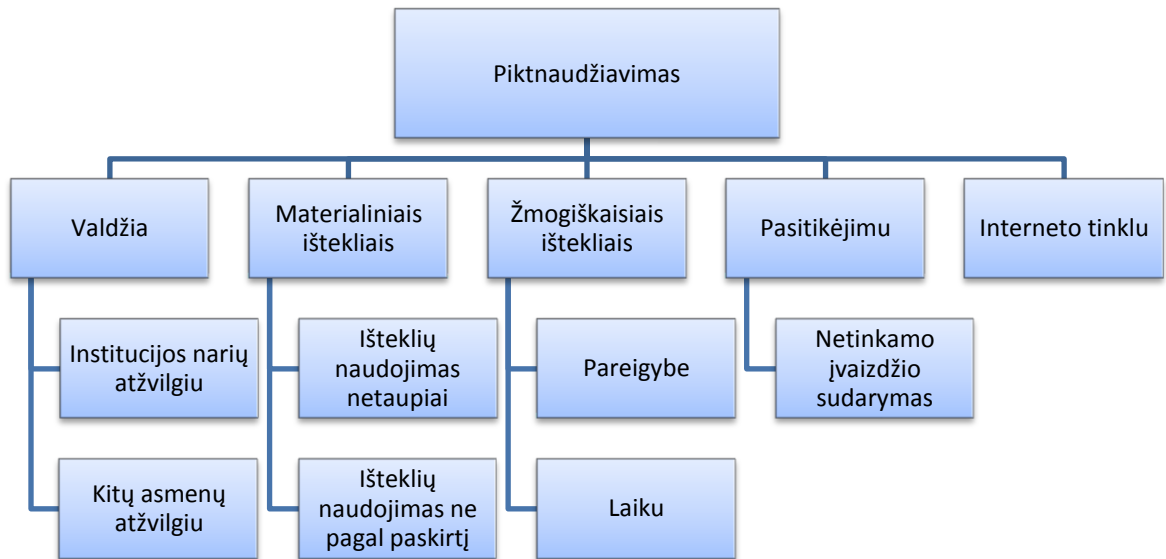 Piktnaudžiavimas
Valdžia
Materialiniais
ištekliais
Žmogiškaisiais
ištekliais
Pasitikėjimu
Interneto tinklu
Institucijos narių
atžvilgiu
Kitų asmenų
atžvilgiu
Išteklių
naudojimas
netaupiai
Išteklių
naudojimas ne
pagal paskirtį
Pareigybe
Laiku
Netinkamo
įvaizdžio
sudarymas